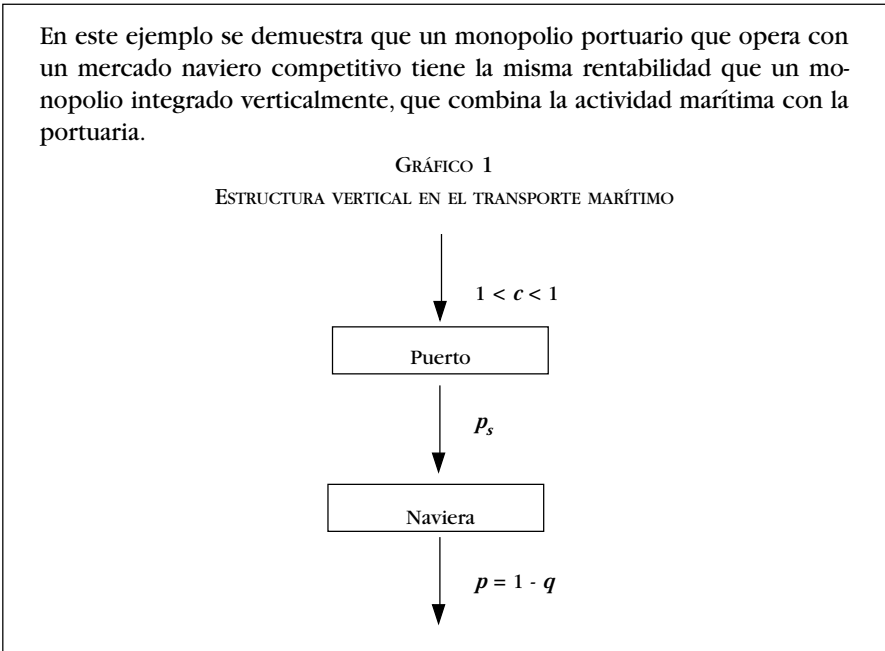 En este ejemplo se demuestra que un monopolio portuario que opera con
un mercado naviero competitivo tiene la misma rentabilidad que un mo-
nopolio integrado verticalmente, que combina la actividad marítima con la
portuaria.
GRÁFICO 1
ESTRUCTURA VERTICAL EN EL TRANSPORTE MARÍTIMO
1 < c < 1
Puerto
pₛ
Naviera
p = 1 - q